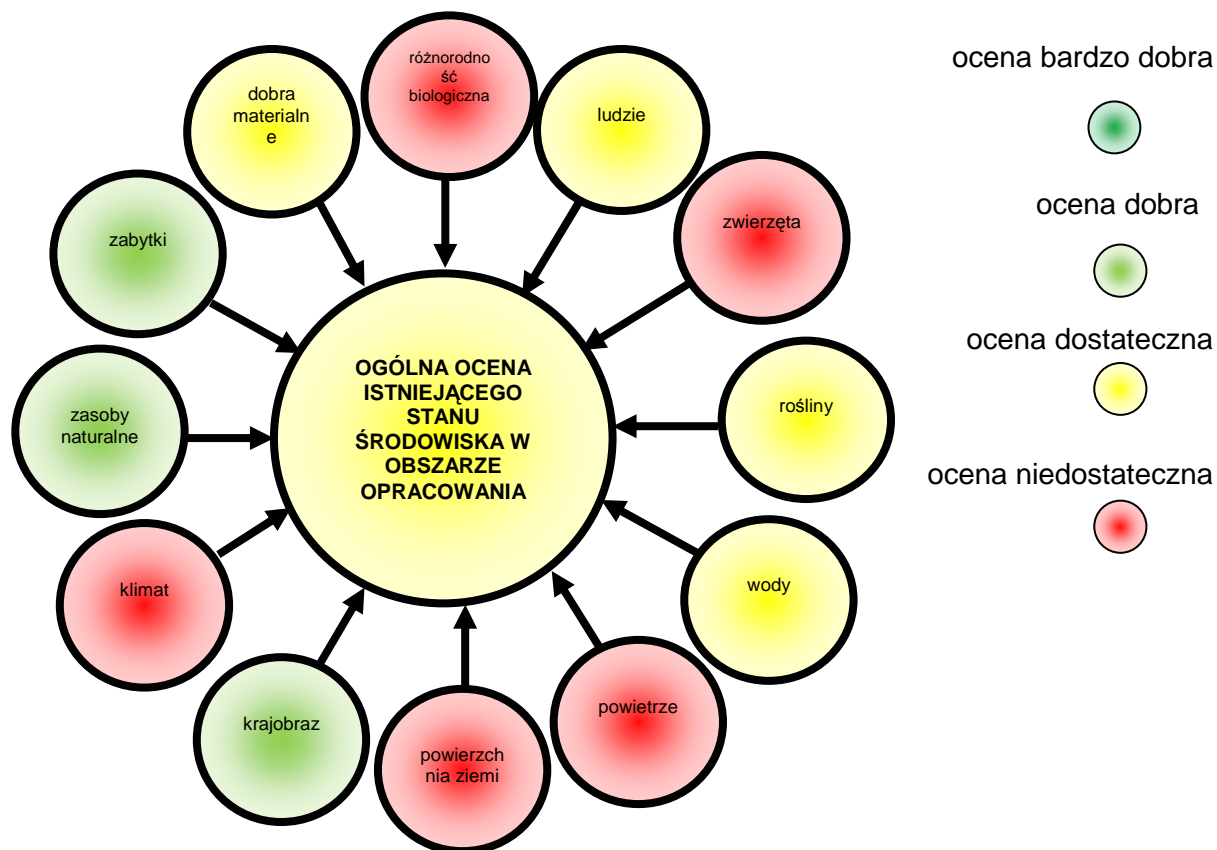 różnorodno
ść
biologiczna
ludzie
zwierzęta
rośliny
wody
powietrze
powierzch
nia ziemi
krajobraz
klimat
zasoby
naturalne
zabytki
dobra
materialn
e
OGÓLNA OCENA
ISTNIEJĄCEGO
STANU
ŚRODOWISKA W
OBSZARZE
OPRACOWANIA
ocena bardzo dobra
ocena dobra
ocena dostateczna
ocena niedostateczna